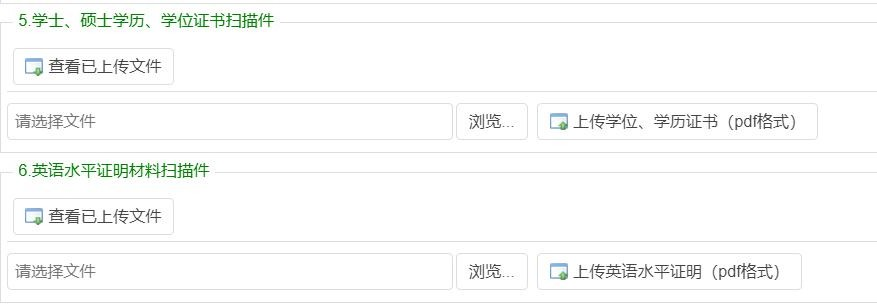 5.学士、硕士学历、学位证书扫描件
查看已上传文件
请选择文件 浏览... 上传学位、学历证书（pdf格式）
6.英语水平证明材料扫描件
查看已上传文件
请选择文件 浏览... 上传英语水平证明（pdf格式）